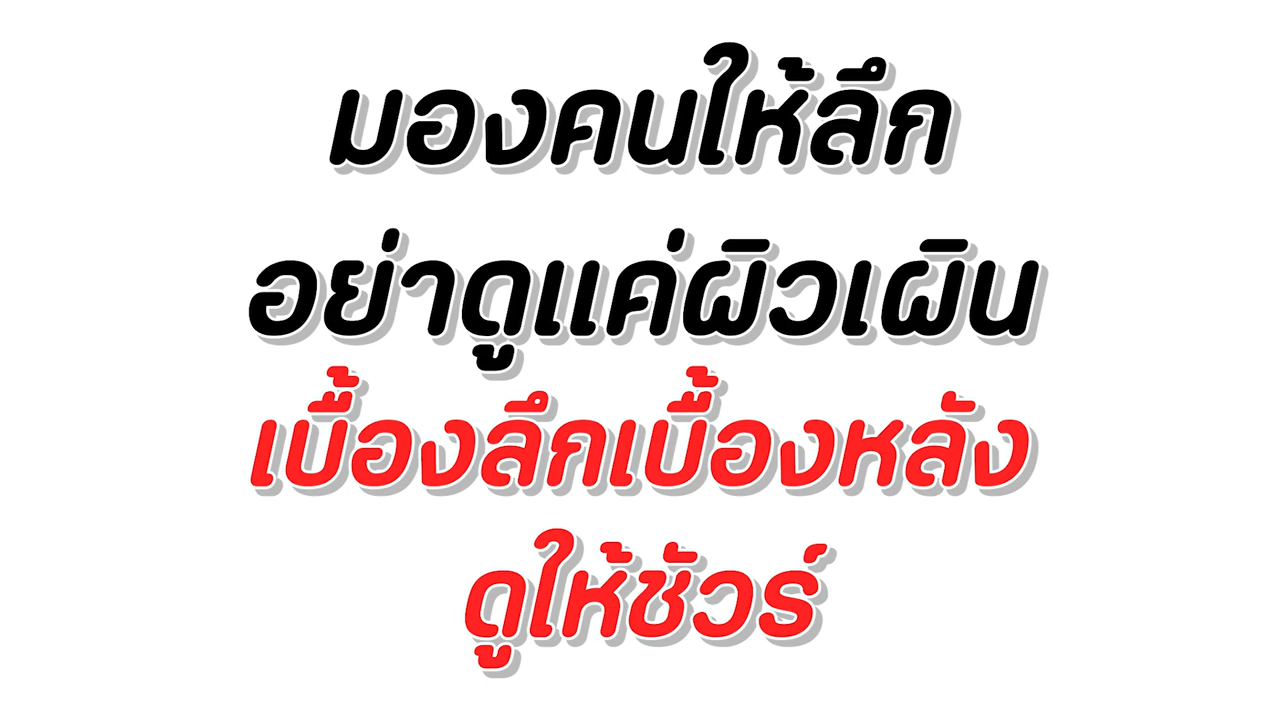 มองคนให้ลึก
อย่าดูแค่ผิวเผิน
เบื้องลึกเบื้องหลัง
ดูให้ชัวร์